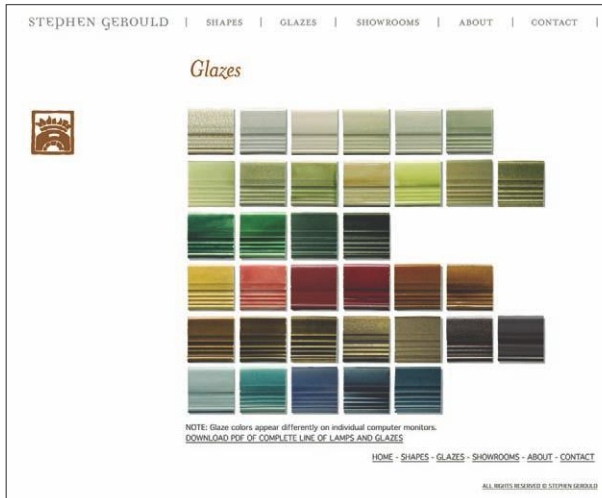 STEPHEN GEROULD | SHAPES | GLAZES | SHOWROOMS | ABOUT | CONTACT |
Glazes
NOTE: Glaze colors appear differently on individual computer monitors.
DOWNLOAD PDF OF COMPLETE LINE OF LAMPS AND GLAZES
HOME - SHAPES - GLAZES - SHOWROOMS - ABOUT - CONTACT
ALL RIGHTS RESERVED © STEPHEN GEROULD